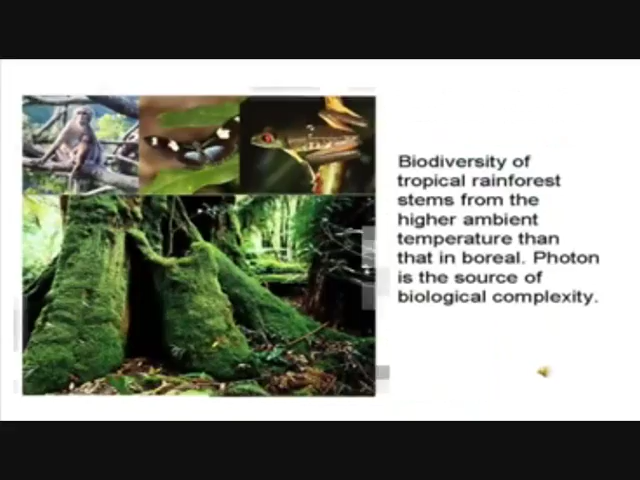 Biodiversity of
tropical rainforest
stems from the
higher ambient
temperature than
that in boreal. Photon
is the source of
biological complexity.